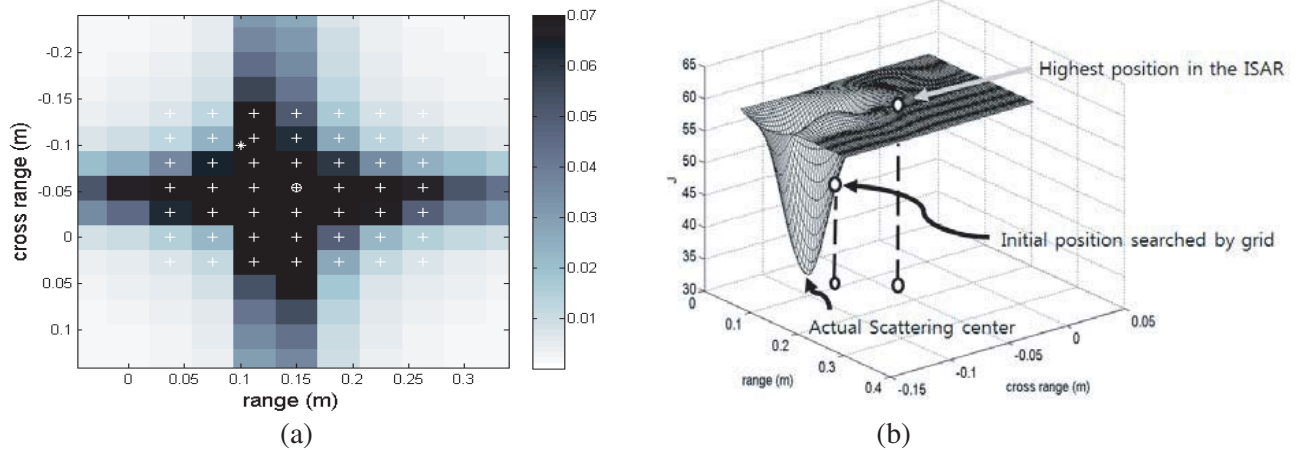 -0.2
-0.15
-0.1
-0.05
0
0.05
0.1
cross range (m)
0 0.05 0.1 0.15 0.2 0.25 0.3
range (m)
0.07
0.06
0.05
0.04
0.03
0.02
0.01
(a)
65
60
55
50
45
40
35
30
J
0
0.1
0.2
0.3
0.4
range (m)
-0.15
-0.1
-0.05
0
0.05
cross range (m)
Highest position in the ISAR
Initial position searched by grid
Actual Scattering center
(b)